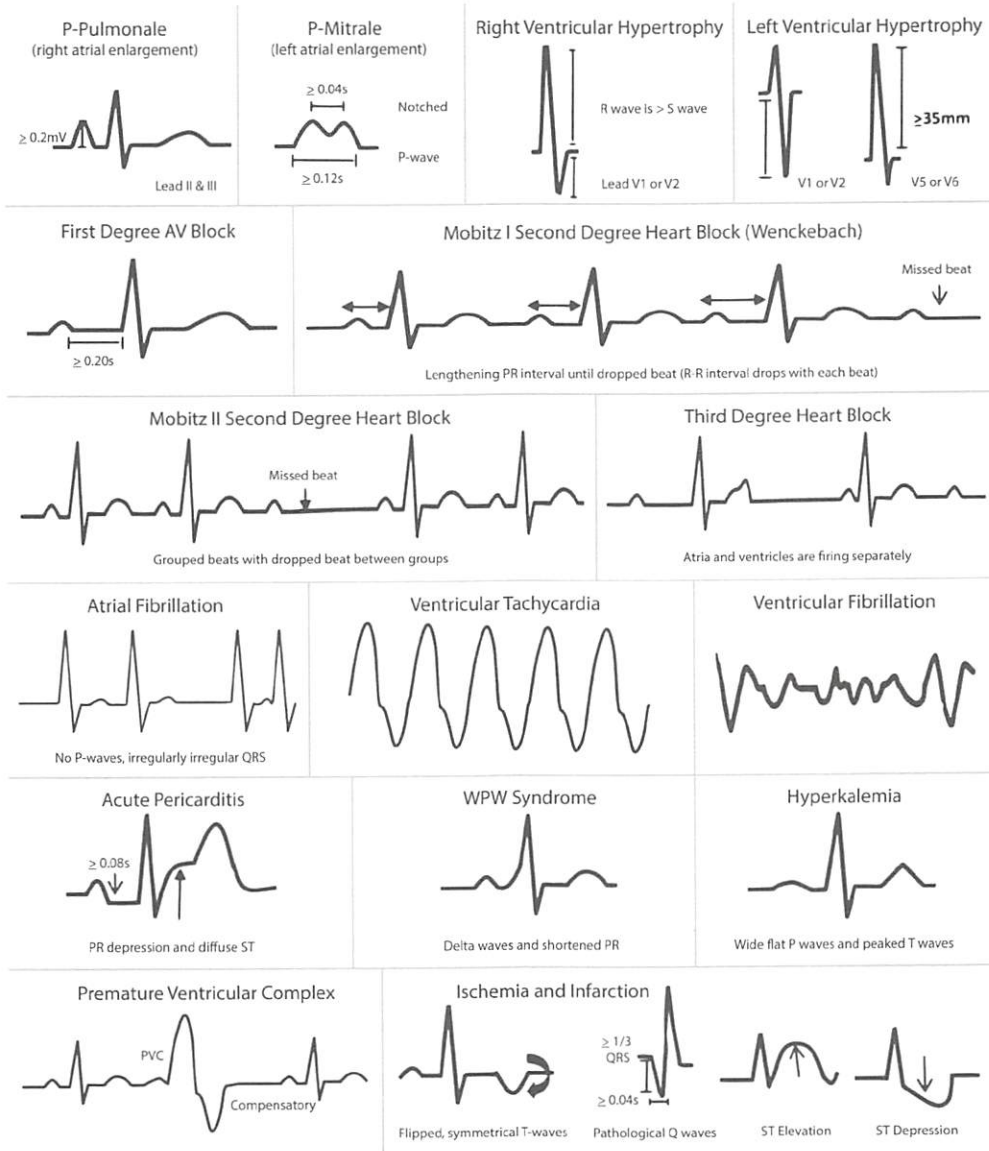 P-Pulmonale
(right atrial enlargement)
≥ 0.2mV
Lead II & III
P-Mitrale
(left atrial enlargement)
≥ 0.04s
Notched
P-wave
≥ 0.12s
Right Ventricular Hypertrophy
R wave is > S wave
Lead V1 or V2
Left Ventricular Hypertrophy
≥35mm
V1 or V2
V5 or V6
First Degree AV Block
≥ 0.20s
Mobitz I Second Degree Heart Block (Wenckebach)
Missed beat
Lengthening PR interval until dropped beat (R-R interval drops with each beat)
Mobitz II Second Degree Heart Block
Missed beat
Grouped beats with dropped beat between groups
Third Degree Heart Block
Atria and ventricles are firing separately
Atrial Fibrillation
No P-waves, irregularly irregular QRS
Ventricular Tachycardia
Ventricular Fibrillation
Acute Pericarditis
≥ 0.08s
PR depression and diffuse ST
WPW Syndrome
Delta waves and shortened PR
Hyperkalemia
Wide flat P waves and peaked T waves
Premature Ventricular Complex
PVC
Compensatory
Ischemia and Infarction
Flipped, symmetrical T-waves
≥ 1/3
QRS
≥ 0.04s
Pathological Q waves
ST Elevation
ST Depression